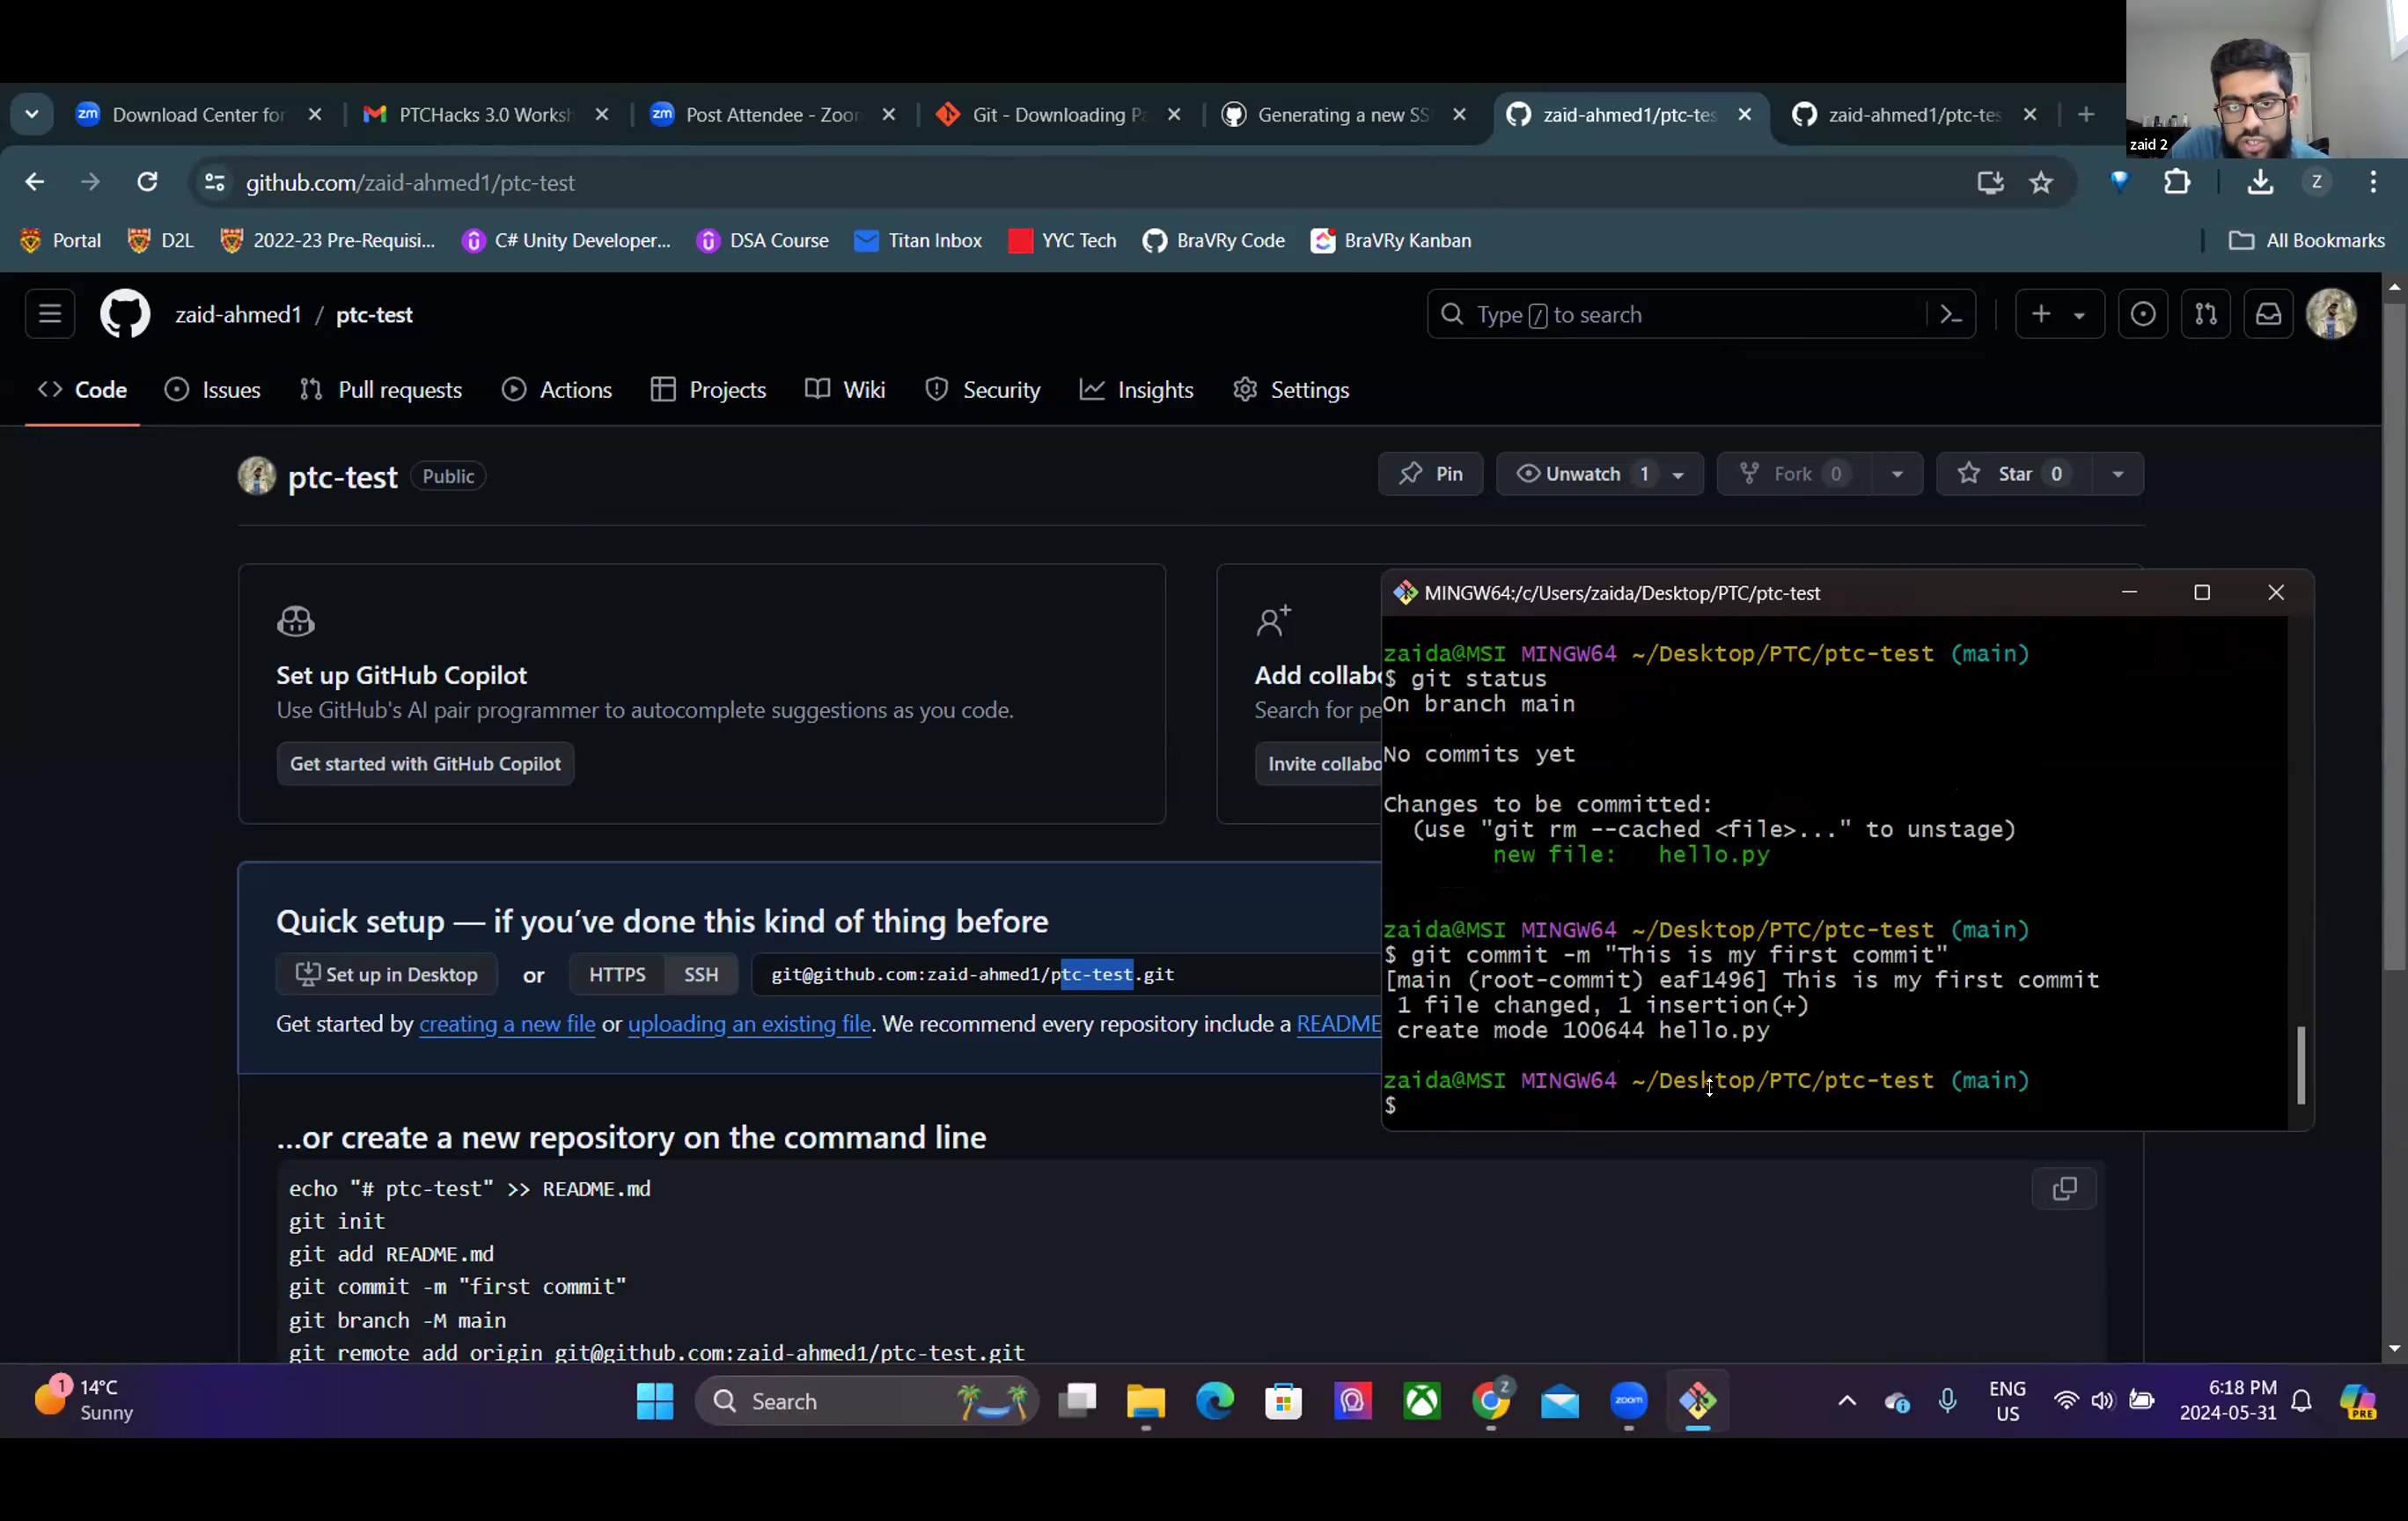 Download Center for
PTCHacks 3.0 Worksh
zm Post Attendee - Zoom
Git - Downloading Pa
Generating a new SS
zaid-ahmed1/ptc-tes
zaid-ahmed1/ptc-tes
zaid 2
github.com/zaid-ahmed1/ptc-test
Z
Portal
D2L
2022-23 Pre-Requisi...
C# Unity Developer...
DSA Course
Titan Inbox
YYC Tech
BraVRy Code
BraVRy Kanban
All Bookmarks
zaid-ahmed1 / ptc-test
Type / to search
Code
Issues
Pull requests
Actions
Projects
Wiki
Security
Insights
Settings
ptc-test Public
Pin
Unwatch 1
Fork 0
Star 0
Set up GitHub Copilot
Use GitHub's AI pair programmer to autocomplete suggestions as you code.
Get started with GitHub Copilot
Add collabo
Search for pe
Invite collabo
Quick setup — if you've done this kind of thing before
Set up in Desktop or HTTPS SSH git@github.com:zaid-ahmed1/ptc-test.git
Get started by creating a new file or uploading an existing file. We recommend every repository include a README
...or create a new repository on the command line
echo "# ptc-test" >> README.md
git init
git add README.md
git commit -m "first commit"
git branch -M main
git remote add origin git@github.com:zaid-ahmed1/ptc-test.git
MINGW64:/c/Users/zaida/Desktop/PTC/ptc-test
zaida@MSI MINGW64 ~/Desktop/PTC/ptc-test (main)
$ git status
On branch main
No commits yet
Changes to be committed:
(use "git rm --cached <file>..." to unstage)
new file: hello.py
zaida@MSI MINGW64 ~/Desktop/PTC/ptc-test (main)
$ git commit -m "This is my first commit"
[main (root-commit) eaf1496] This is my first commit
1 file changed, 1 insertion(+)
create mode 100644 hello.py
zaida@MSI MINGW64 ~/Desktop/PTC/ptc-test (main)
$
1
14°C
Sunny
Search
Z
zoom
ENG
US
6:18 PM
2024-05-31
PRE